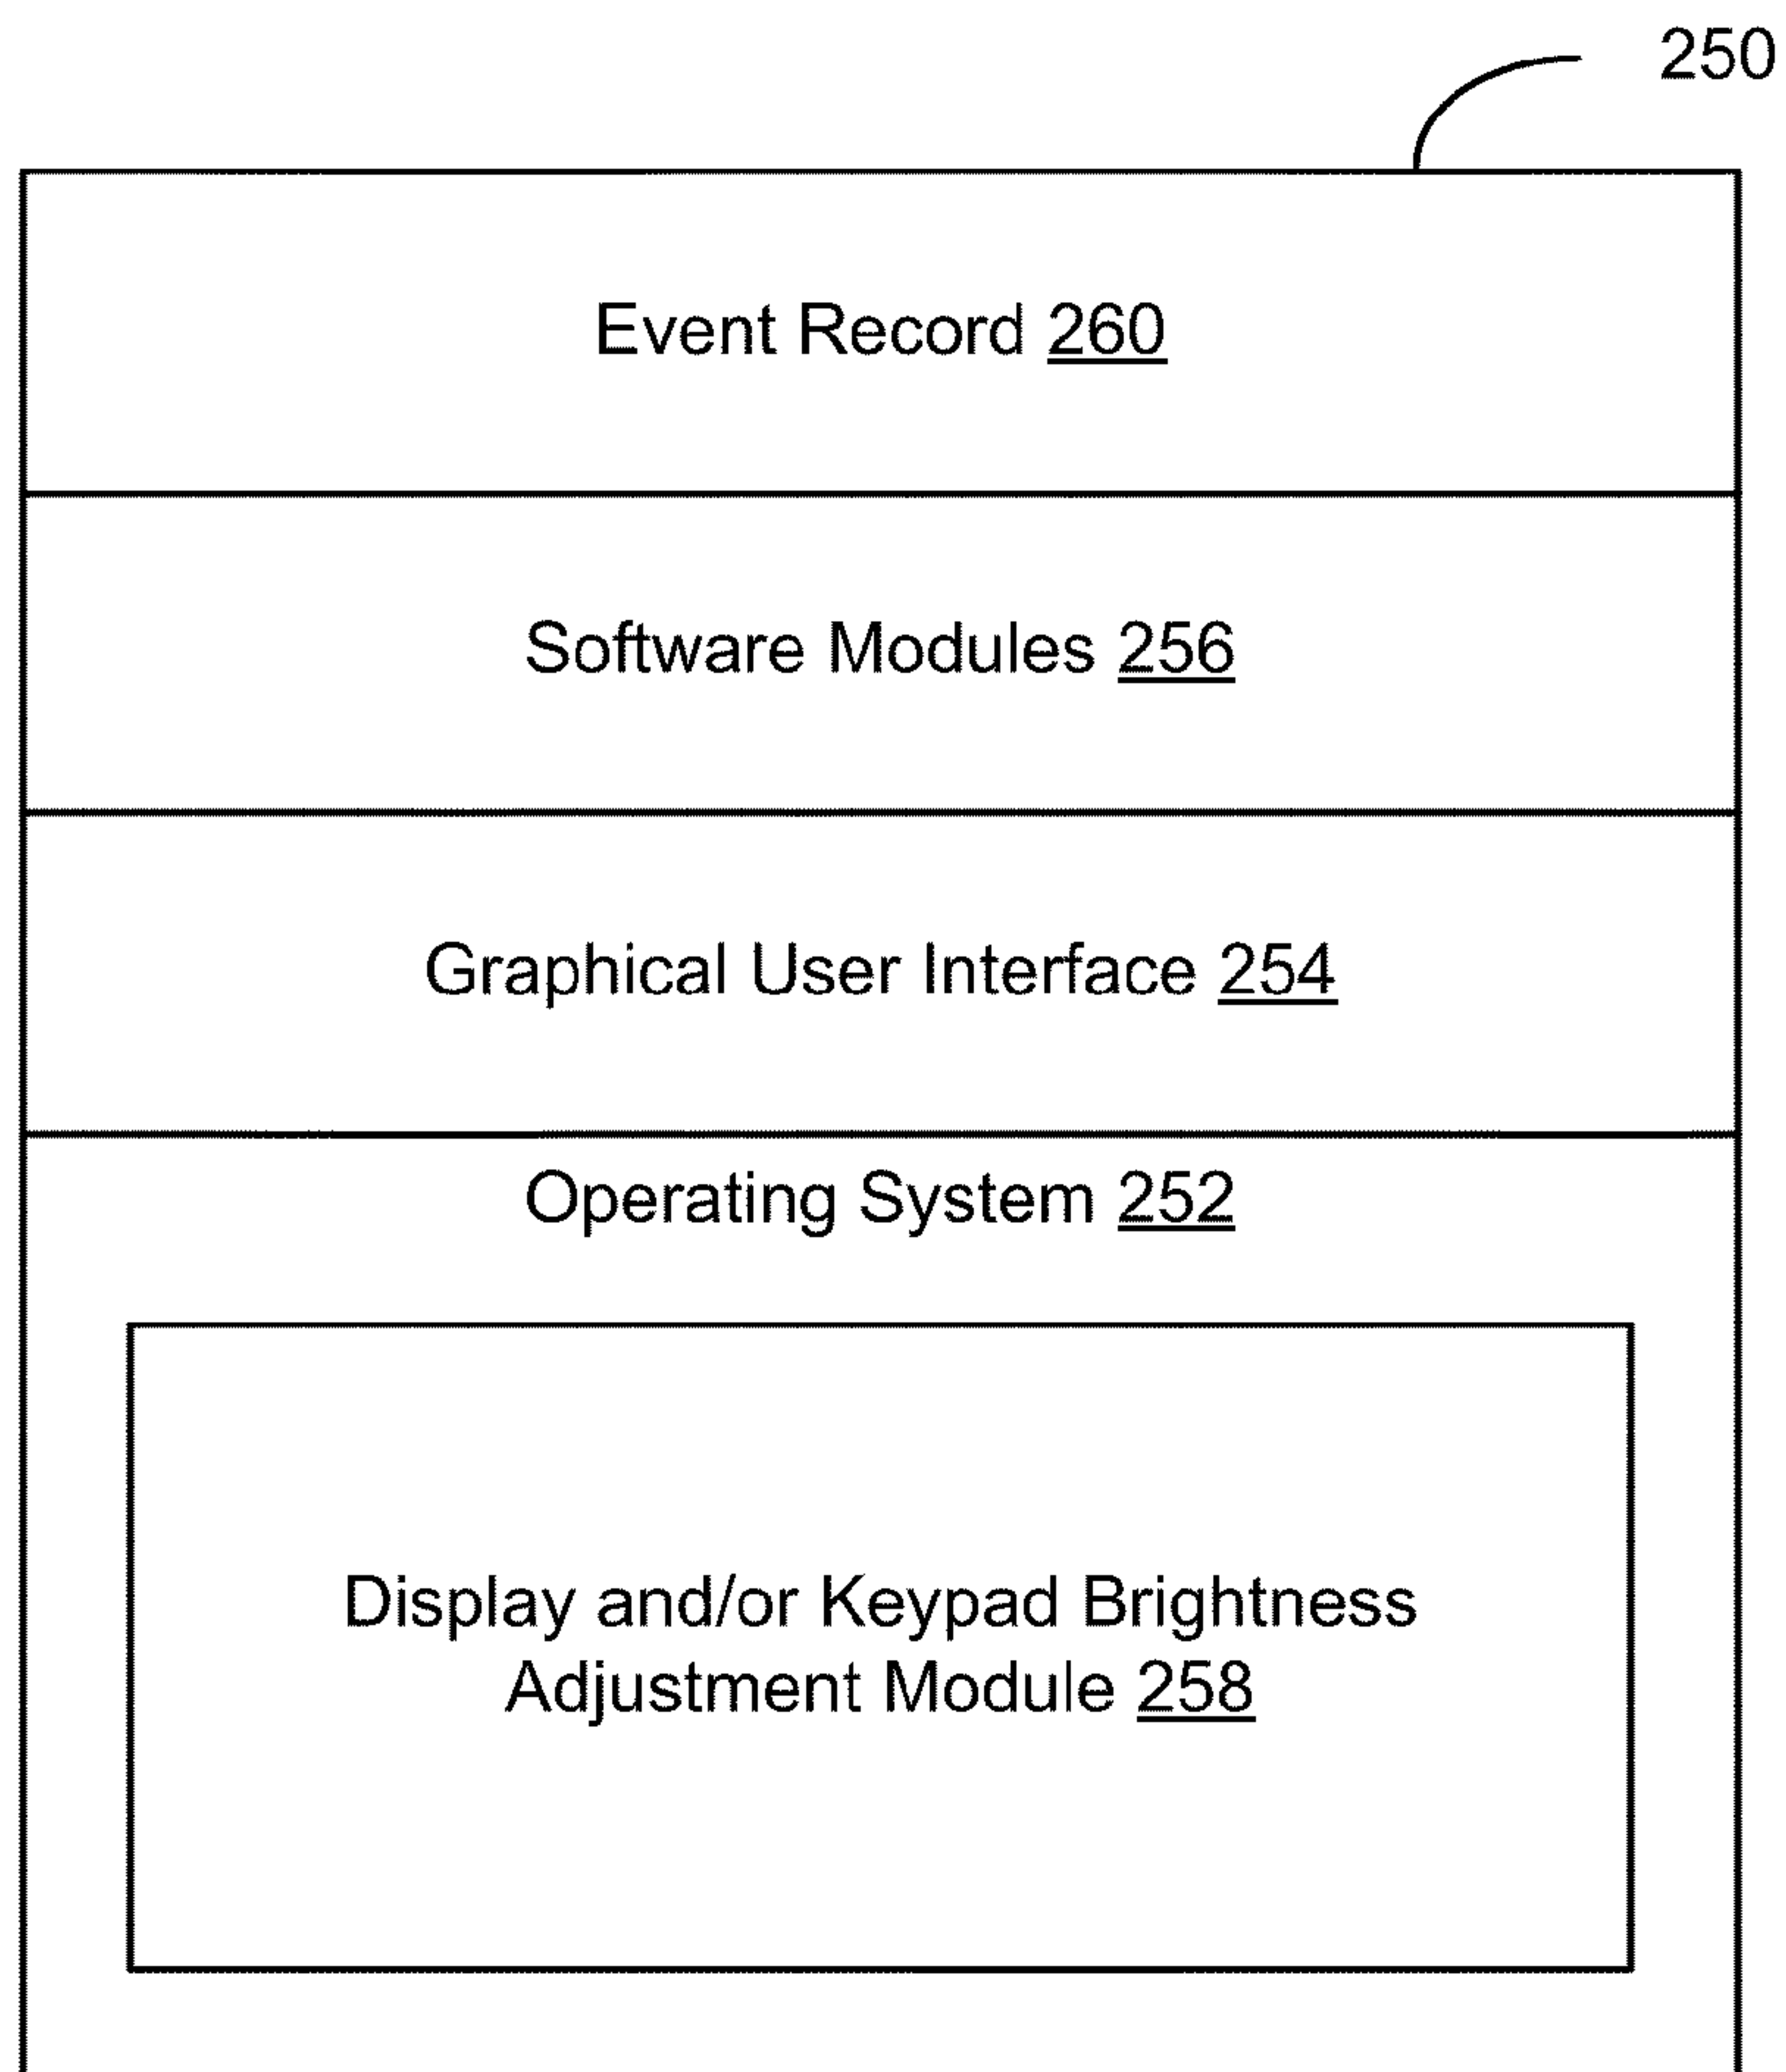 250
Event Record 260
Software Modules 256
Graphical User Interface 254
Operating System 252
Display and/or Keypad Brightness
Adjustment Module 258